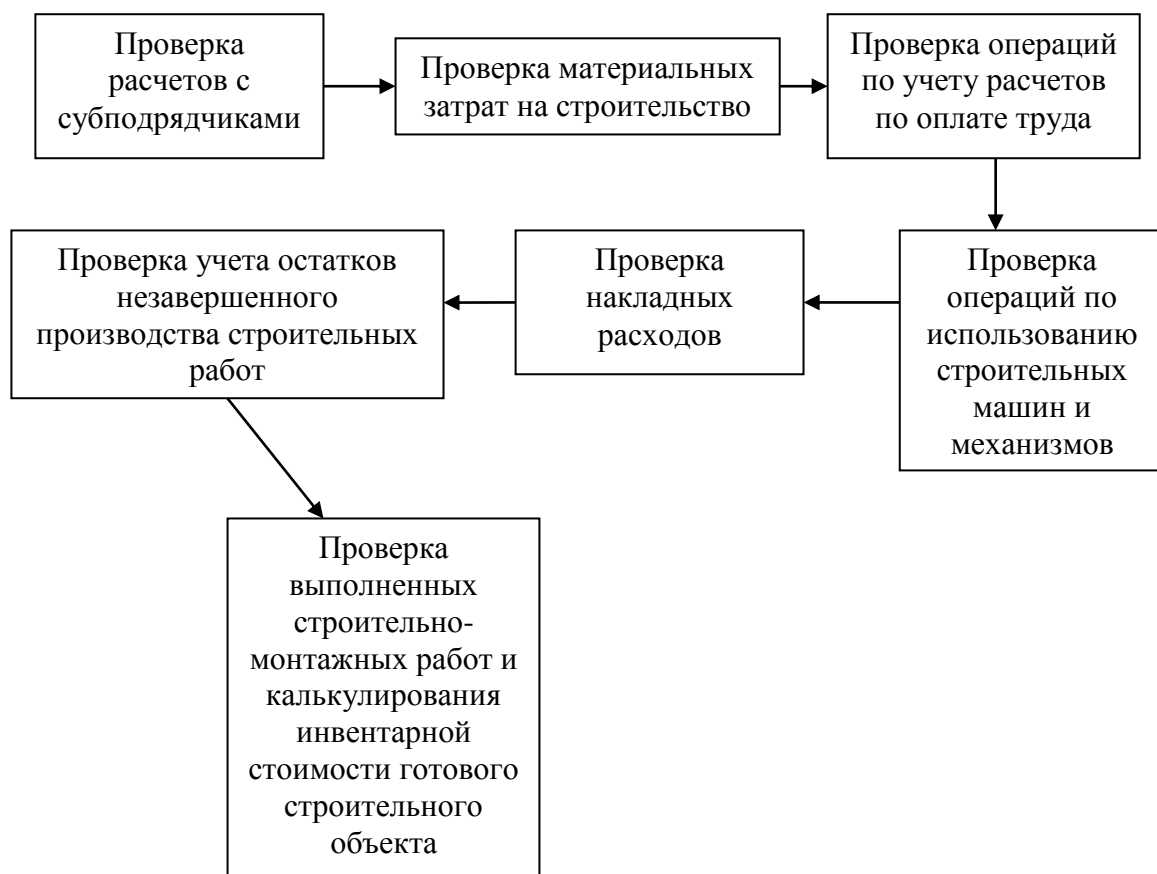 Проверка
расчетов с
субподрядчиками
Проверка материальных
затрат на строительство
Проверка операций
по учету расчетов
по оплате труда
Проверка
операций по
использованию
строительных
машин и
механизмов
Проверка
накладных
расходов
Проверка учета остатков
незавершенного
производства строительных
работ
Проверка
выполненных
строительно-
монтажных работ и
калькулирования
инвентарной
стоимости готового
строительного
объекта